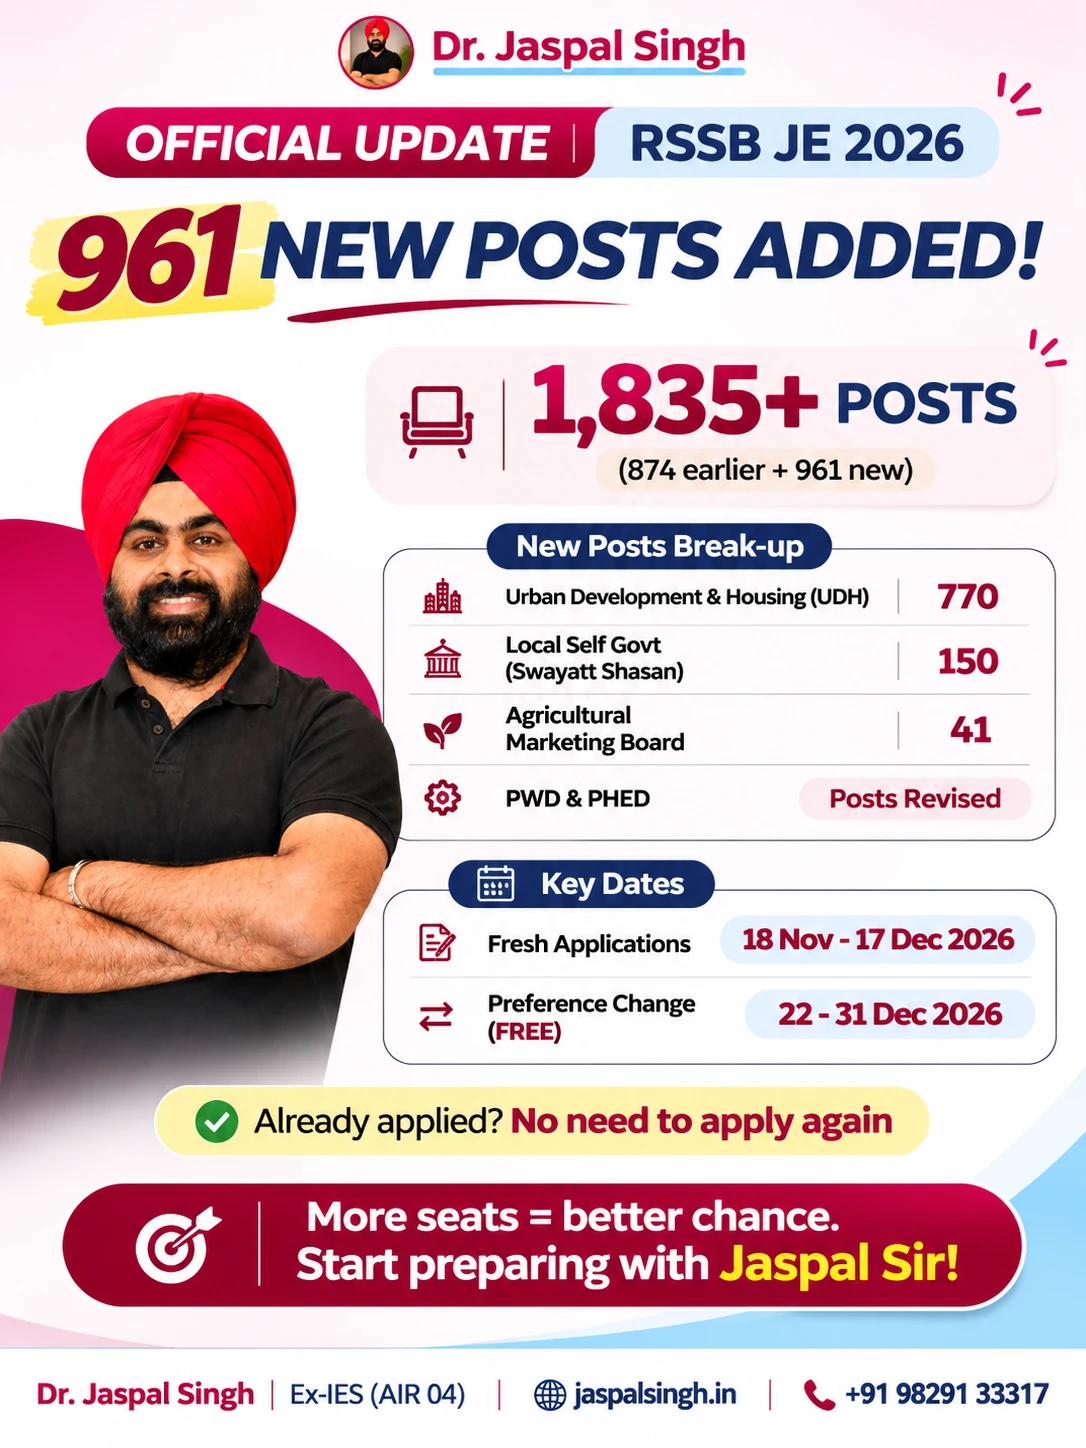 Dr. Jaspal Singh
OFFICIAL UPDATE | RSSB JE 2026
961 NEW POSTS ADDED!
1,835+ POSTS
(874 earlier + 961 new)
New Posts Break-up
Urban Development & Housing (UDH) 770
Local Self Govt
(Swayatt Shasan) 150
Agricultural
Marketing Board 41
PWD & PHED Posts Revised
Key Dates
Fresh Applications 18 Nov - 17 Dec 2026
Preference Change
(FREE) 22 - 31 Dec 2026
Already applied? No need to apply again
More seats = better chance.
Start preparing with Jaspal Sir!
Dr. Jaspal Singh | Ex-IES (AIR 04) | jaspalsingh.in | +91 98291 33317